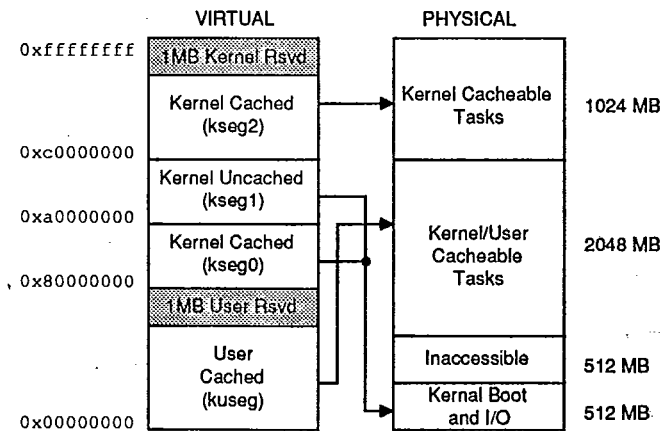 VIRTUAL
PHYSICAL
0xffffffff
1MB Kernel Rsvd
Kernel Cached
(kseg2)
Kernel Cacheable
Tasks
1024 MB
0xc0000000
Kernel Uncached
(kseg1)
0xa0000000
Kernel Cached
(kseg0)
Kernel/User
Cacheable
Tasks
2048 MB
0x80000000
1MB User Rsvd
User
Cached
(kuseg)
Inaccessible
512 MB
Kernal Boot
and I/O
512 MB
0x00000000